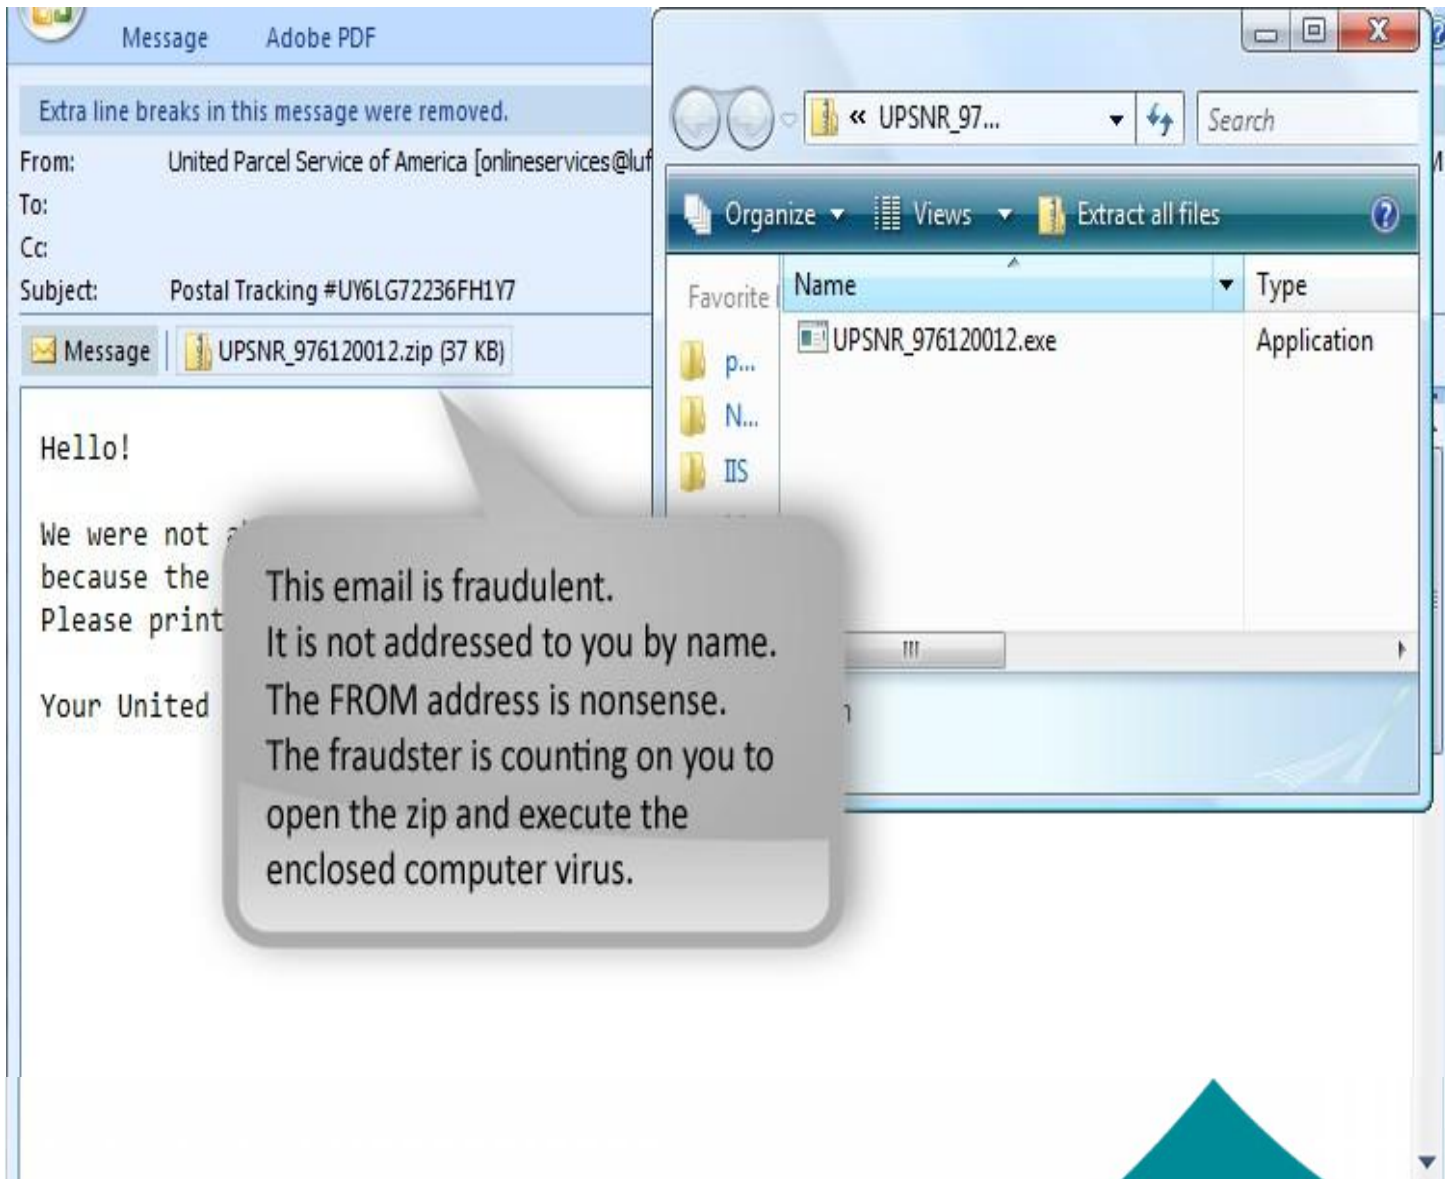 Message Adobe PDF
Extra line breaks in this message were removed.
From: United Parcel Service of America [onlineservices@luf
To:
Cc:
Subject: Postal Tracking #UY6LG72236FH1Y7
Message UPSNR_976120012.zip (37 KB)
Hello!
We were not
because the
Please print
Your United
This email is fraudulent.
It is not addressed to you by name.
The FROM address is nonsense.
The fraudster is counting on you to
open the zip and execute the
enclosed computer virus.
« UPSNR_97... Search
Organize Views Extract all files
Favorite
Name Type
UPSNR_976120012.exe Application
p...
N...
IIS